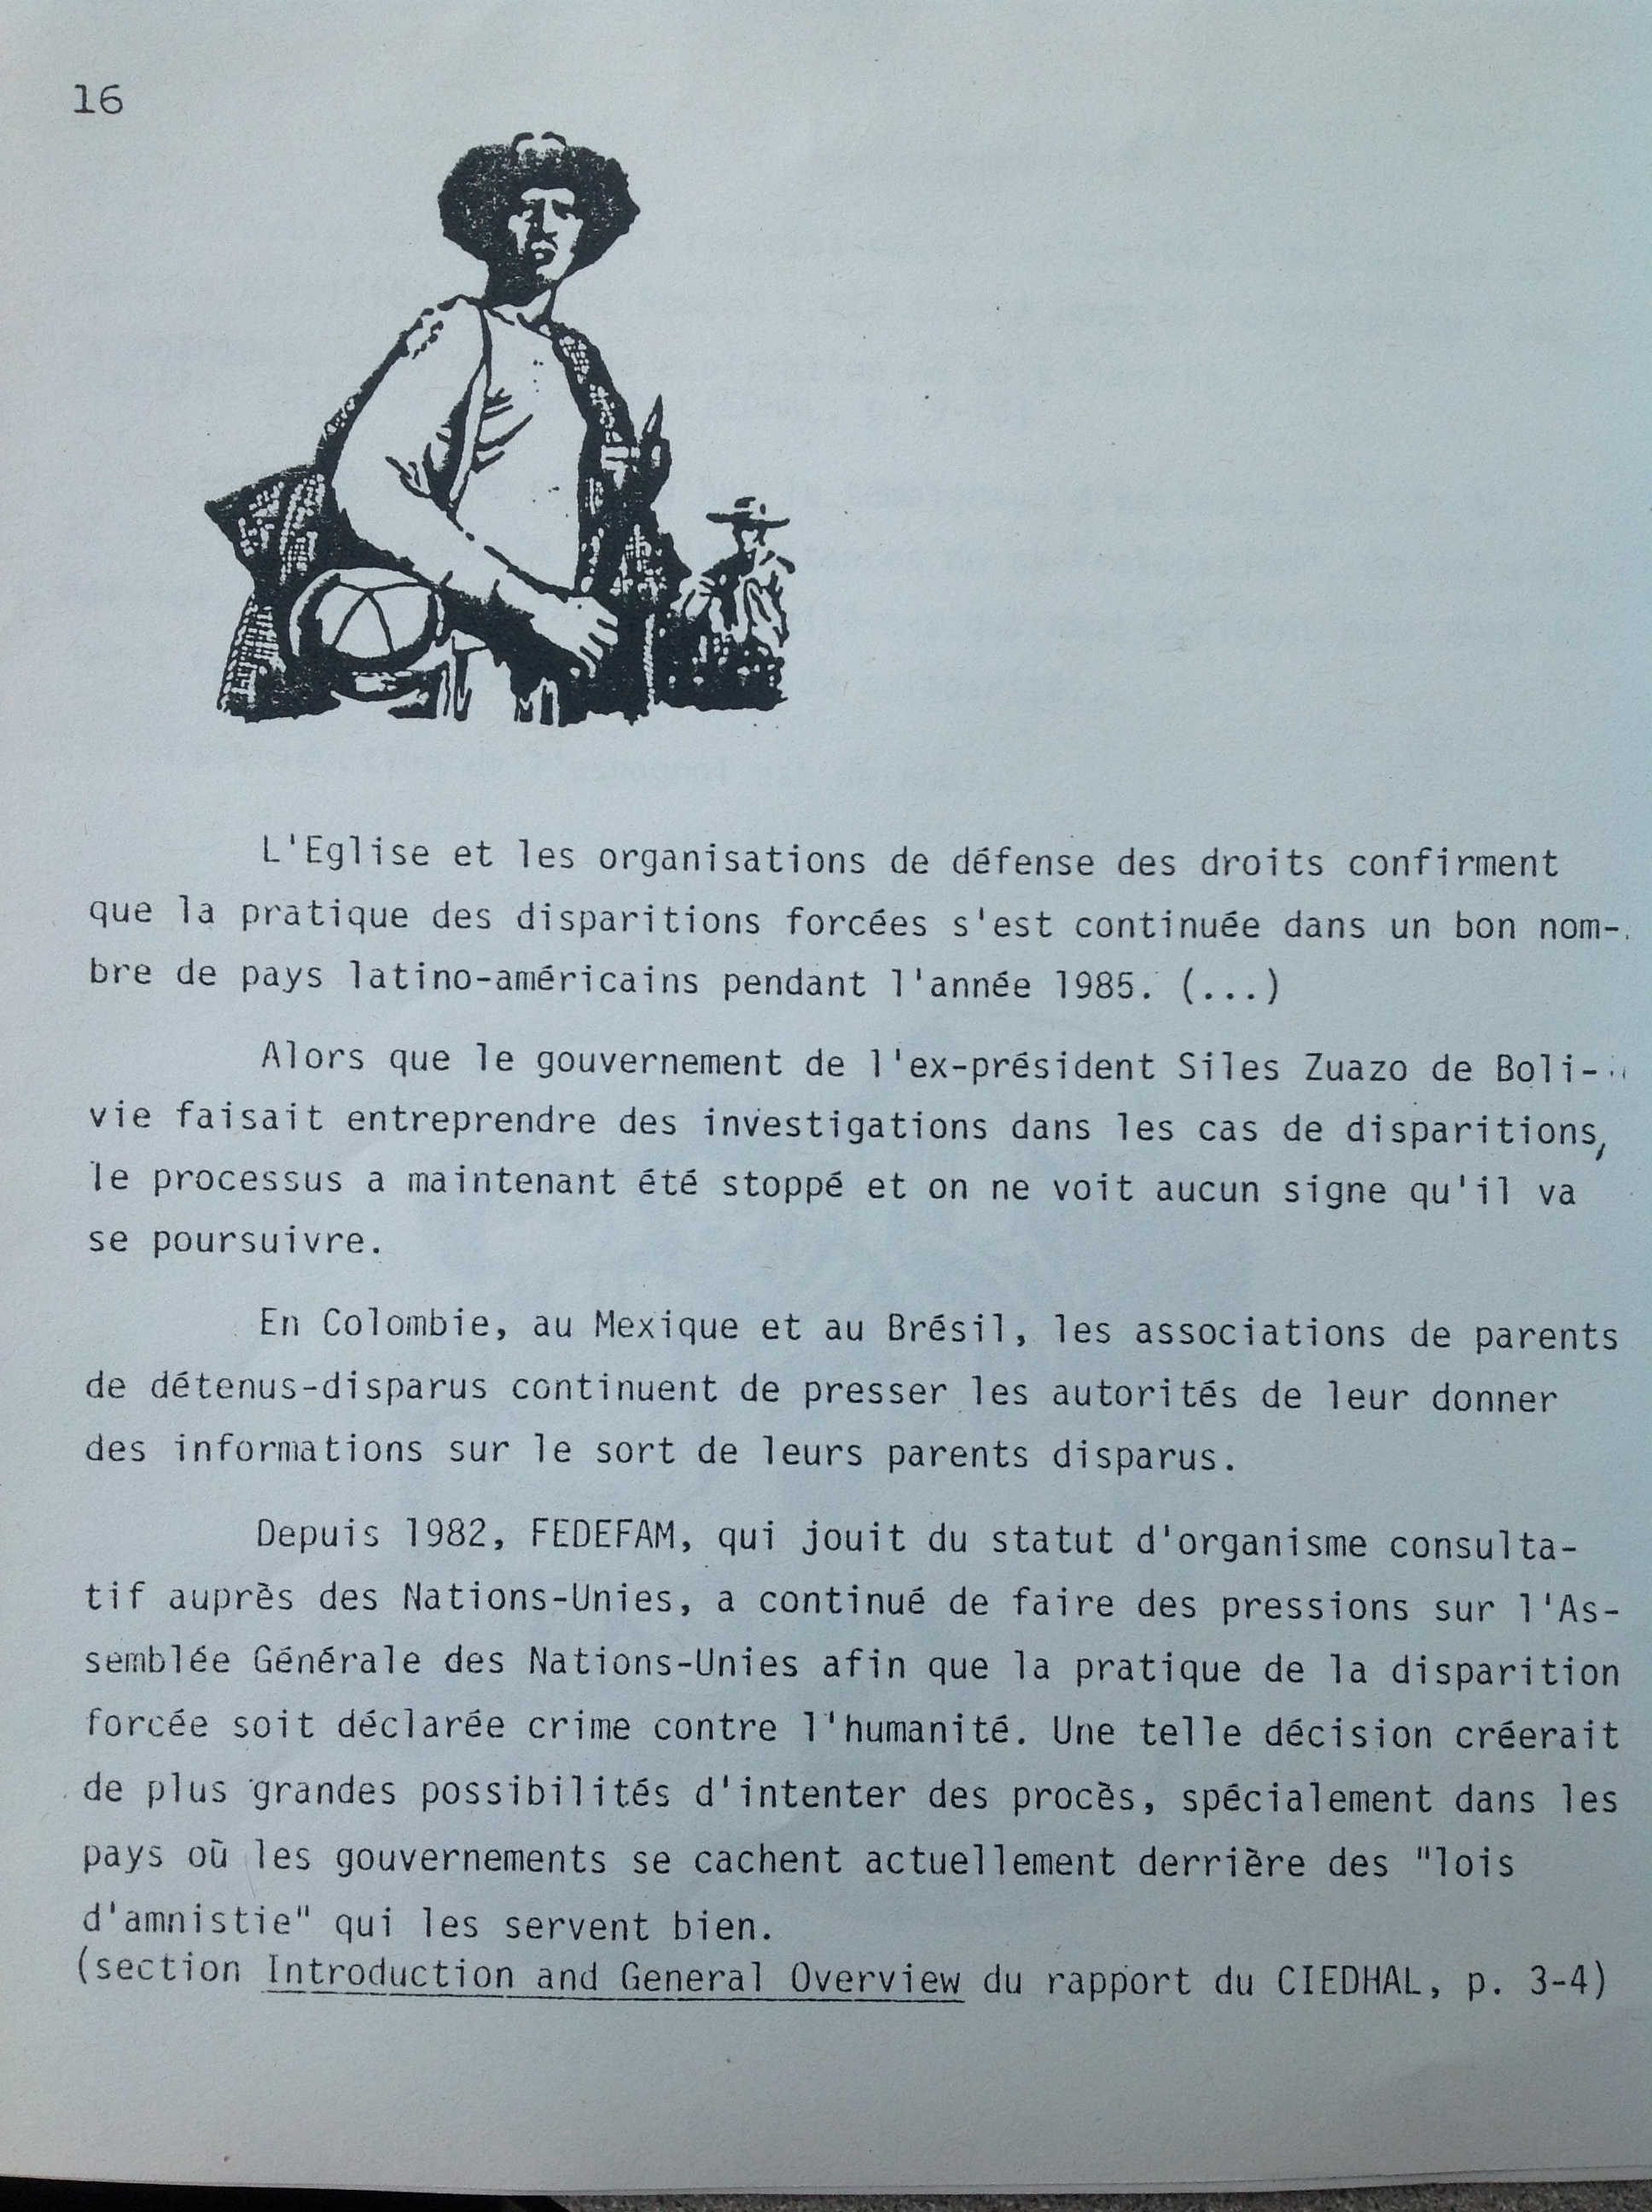 16
L'Eglise et les organisations de défense des droits confirment
que la pratique des disparitions forcées s'est continuée dans un bon nom-
bre de pays latino-américains pendant l'année 1985. (...)
Alors que le gouvernement de l'ex-président Siles Zuazo de Boli-
vie faisait entreprendre des investigations dans les cas de disparitions,
le processus a maintenant été stoppé et on ne voit aucun signe qu'il va
se poursuivre.
En Colombie, au Mexique et au Brésil, les associations de parents
de détenus-disparus continuent de presser les autorités de leur donner
des informations sur le sort de leurs parents disparus.
Depuis 1982, FEDEFAM, qui jouit du statut d'organisme consulta-
tif auprès des Nations-Unies, a continué de faire des pressions sur l'As-
semblée Générale des Nations-Unies afin que la pratique de la disparition
forcée soit déclarée crime contre l'humanité. Une telle décision créerait
de plus grandes possibilités d'intenter des procès, spécialement dans les
pays où les gouvernements se cachent actuellement derrière des "lois
d'amnistie" qui les servent bien.
(section Introduction and General Overview du rapport du CIEDHAL, p. 3-4)